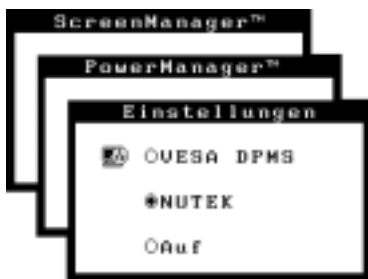 ScreenManager™
PowerManager™
Einstellungen
VESA DPMS
NUTEK
Auf